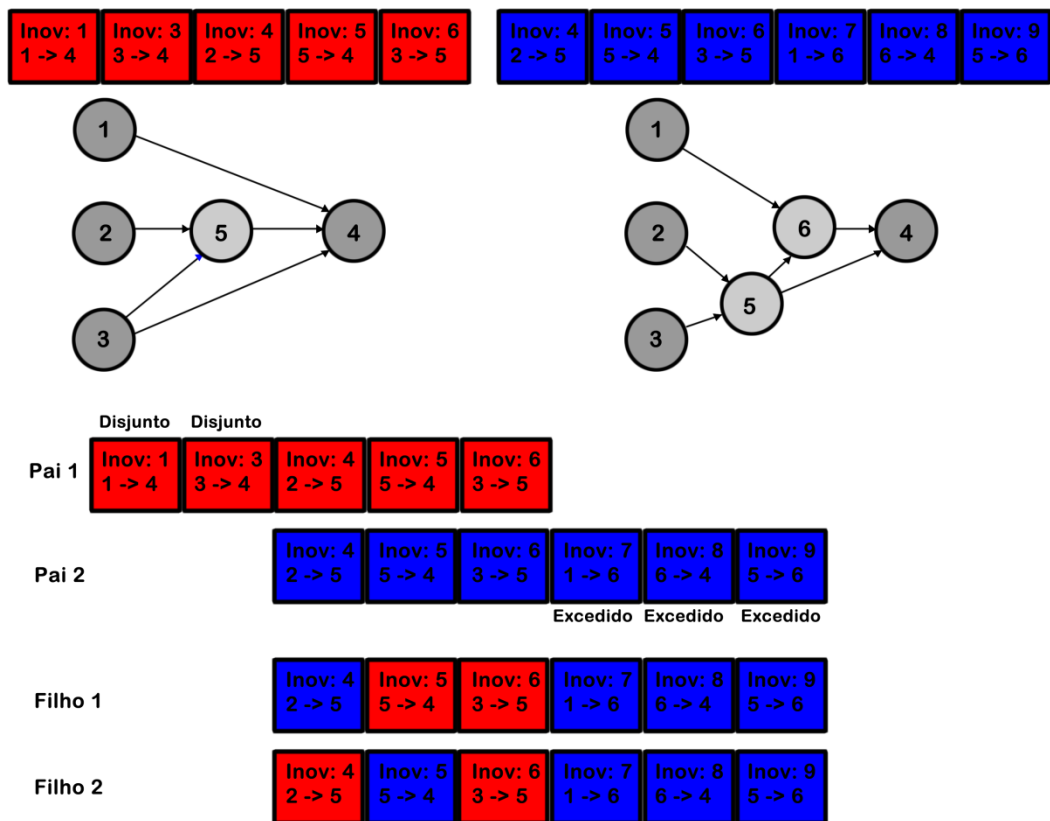 Inov: 1 Inov: 3 Inov: 4 Inov: 5 Inov: 6
1 -> 4 3 -> 4 2 -> 5 5 -> 4 3 -> 5
Inov: 4 Inov: 5 Inov: 6 Inov: 7 Inov: 8 Inov: 9
2 -> 5 5 -> 4 3 -> 5 1 -> 6 6 -> 4 5 -> 6
1
2 5 4
3
1
6
2 4
5
3
Disjunto Disjunto
Pai 1
Inov: 1 Inov: 3 Inov: 4 Inov: 5 Inov: 6
1 -> 4 3 -> 4 2 -> 5 5 -> 4 3 -> 5
Pai 2
Inov: 4 Inov: 5 Inov: 6 Inov: 7 Inov: 8 Inov: 9
2 -> 5 5 -> 4 3 -> 5 1 -> 6 6 -> 4 5 -> 6
Excedido Excedido Excedido
Filho 1
Inov: 4 Inov: 5 Inov: 6 Inov: 7 Inov: 8 Inov: 9
2 -> 5 5 -> 4 3 -> 5 1 -> 6 6 -> 4 5 -> 6
Filho 2
Inov: 4 Inov: 5 Inov: 6 Inov: 7 Inov: 8 Inov: 9
2 -> 5 5 -> 4 3 -> 5 1 -> 6 6 -> 4 5 -> 6